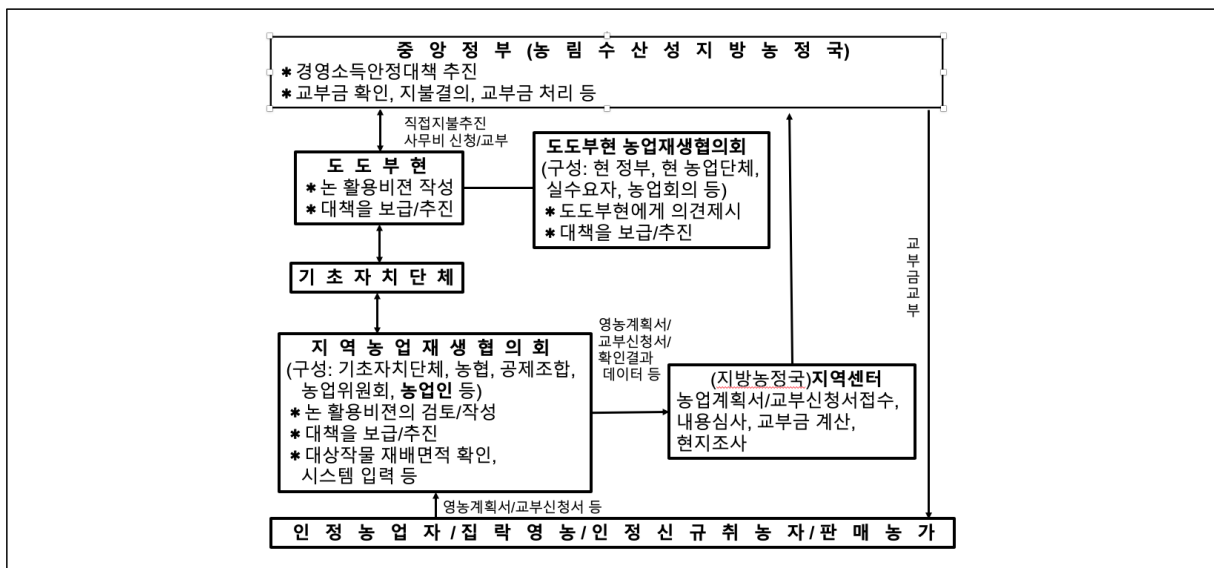 중 앙 정 부 (농 림 수 산 성 지 방 농 정 국)
✱ 경영소득안정대책 추진
✱ 교부금 확인, 지불결의, 교부금 처리 등
직접지불추진
사무비 신청/교부
도 도 부 현
✱ 논 활용비젼 작성
✱ 대책을 보급/추진
도도부현 농업재생협의회
(구성: 현 정부, 현 농업단체,
실수요자, 농업회의 등)
✱ 도도부현에게 의견제시
✱ 대책을 보급/추진
교부금교부
기 초 자 치 단 체
지 역 농 업 재 생 협 의 회
(구성: 기초자치단체, 농협, 공제조합,
농업위원회, 농업인 등)
✱ 논 활용비젼의 검토/작성
✱ 대책을 보급/추진
✱ 대상작물 재배면적 확인,
시스템 입력 등
영농계획서/
교부신청서/
확인결과
데이터 등
(지방농정국)지역센터
농업계획서/교부신청서접수,
내용심사, 교부금 계산,
현지조사
영농계획서/교부신청서 등
인 정 농 업 자 / 집 락 영 농 / 인 정 신 규 취 농 자 / 판 매 농 가